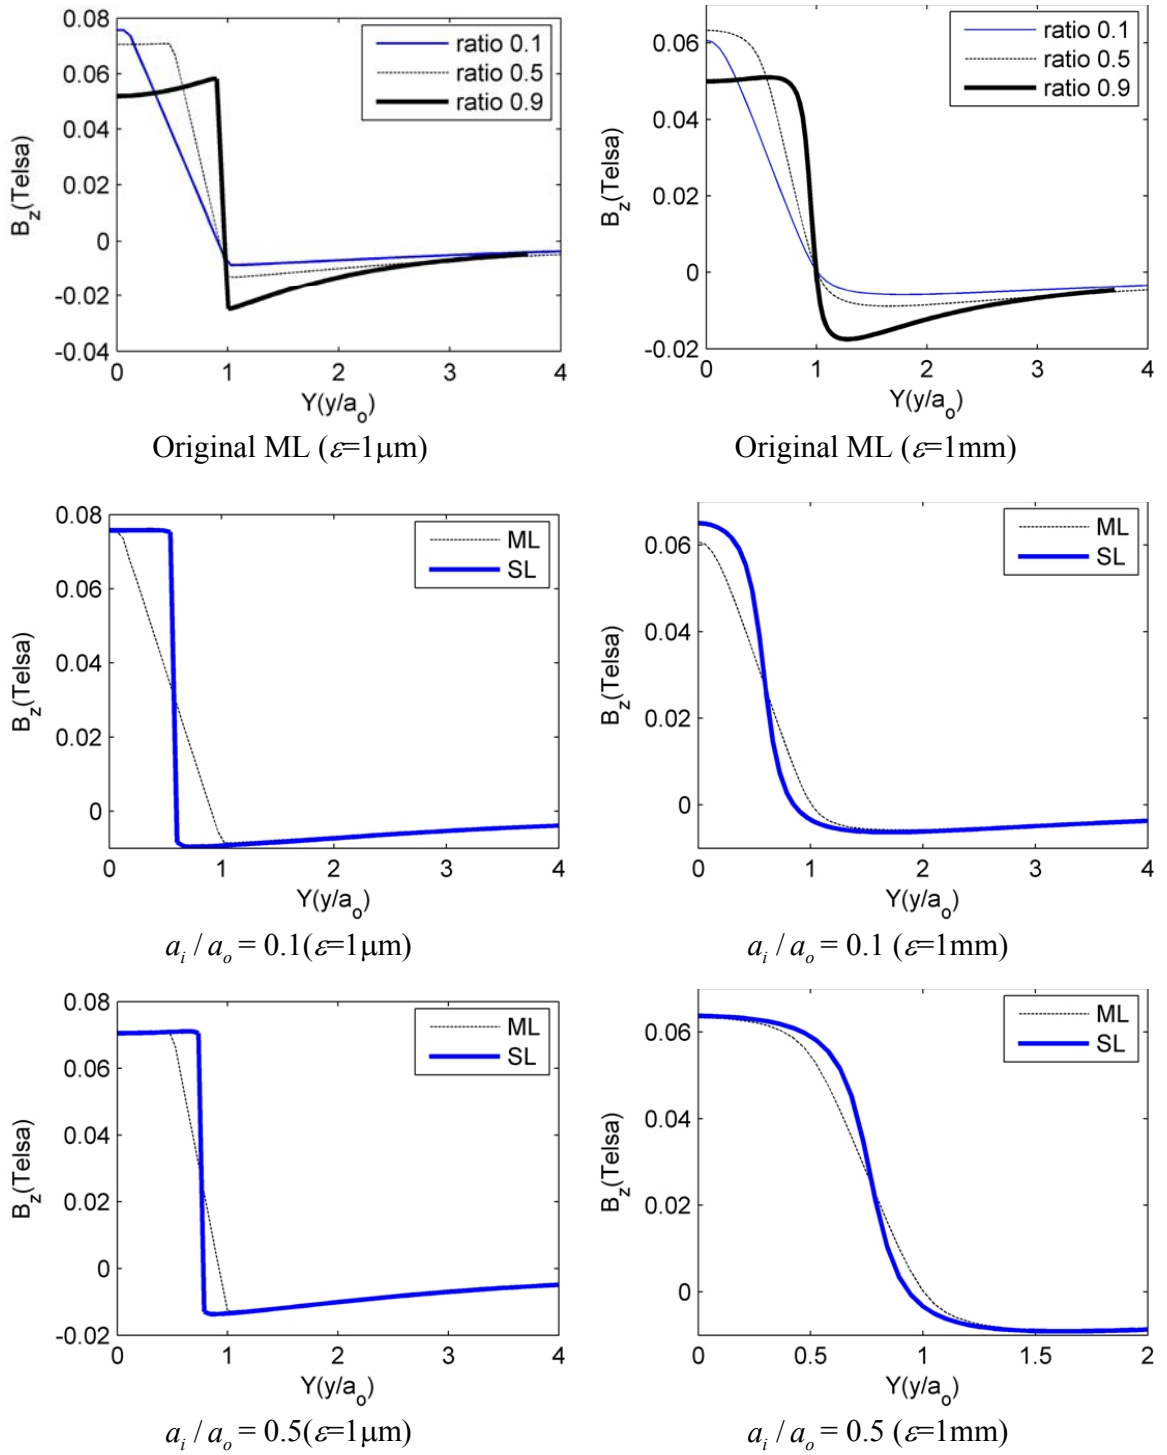 0.08
0.06
0.04
0.02
0
-0.02
-0.04
B_z(Telsa)
ratio 0.1
ratio 0.5
ratio 0.9
0 1 2 3 4
Y(y/a_o)
Original ML (ε=1μm)
0.06
0.04
0.02
0
-0.02
B_z(Telsa)
ratio 0.1
ratio 0.5
ratio 0.9
0 1 2 3 4
Y(y/a_o)
Original ML (ε=1mm)
0.08
0.06
0.04
0.02
0
B_z(Telsa)
ML
SL
0 1 2 3 4
Y(y/a_o)
a_i / a_o = 0.1(ε=1μm)
0.06
0.04
0.02
0
B_z(Telsa)
ML
SL
0 1 2 3 4
Y(y/a_o)
a_i / a_o = 0.1 (ε=1mm)
0.08
0.06
0.04
0.02
0
-0.02
B_z(Telsa)
ML
SL
0 1 2 3 4
Y(y/a_o)
a_i / a_o = 0.5(ε=1μm)
0.06
0.04
0.02
0
B_z(Telsa)
ML
SL
0 0.5 1 1.5 2
Y(y/a_o)
a_i / a_o = 0.5 (ε=1mm)